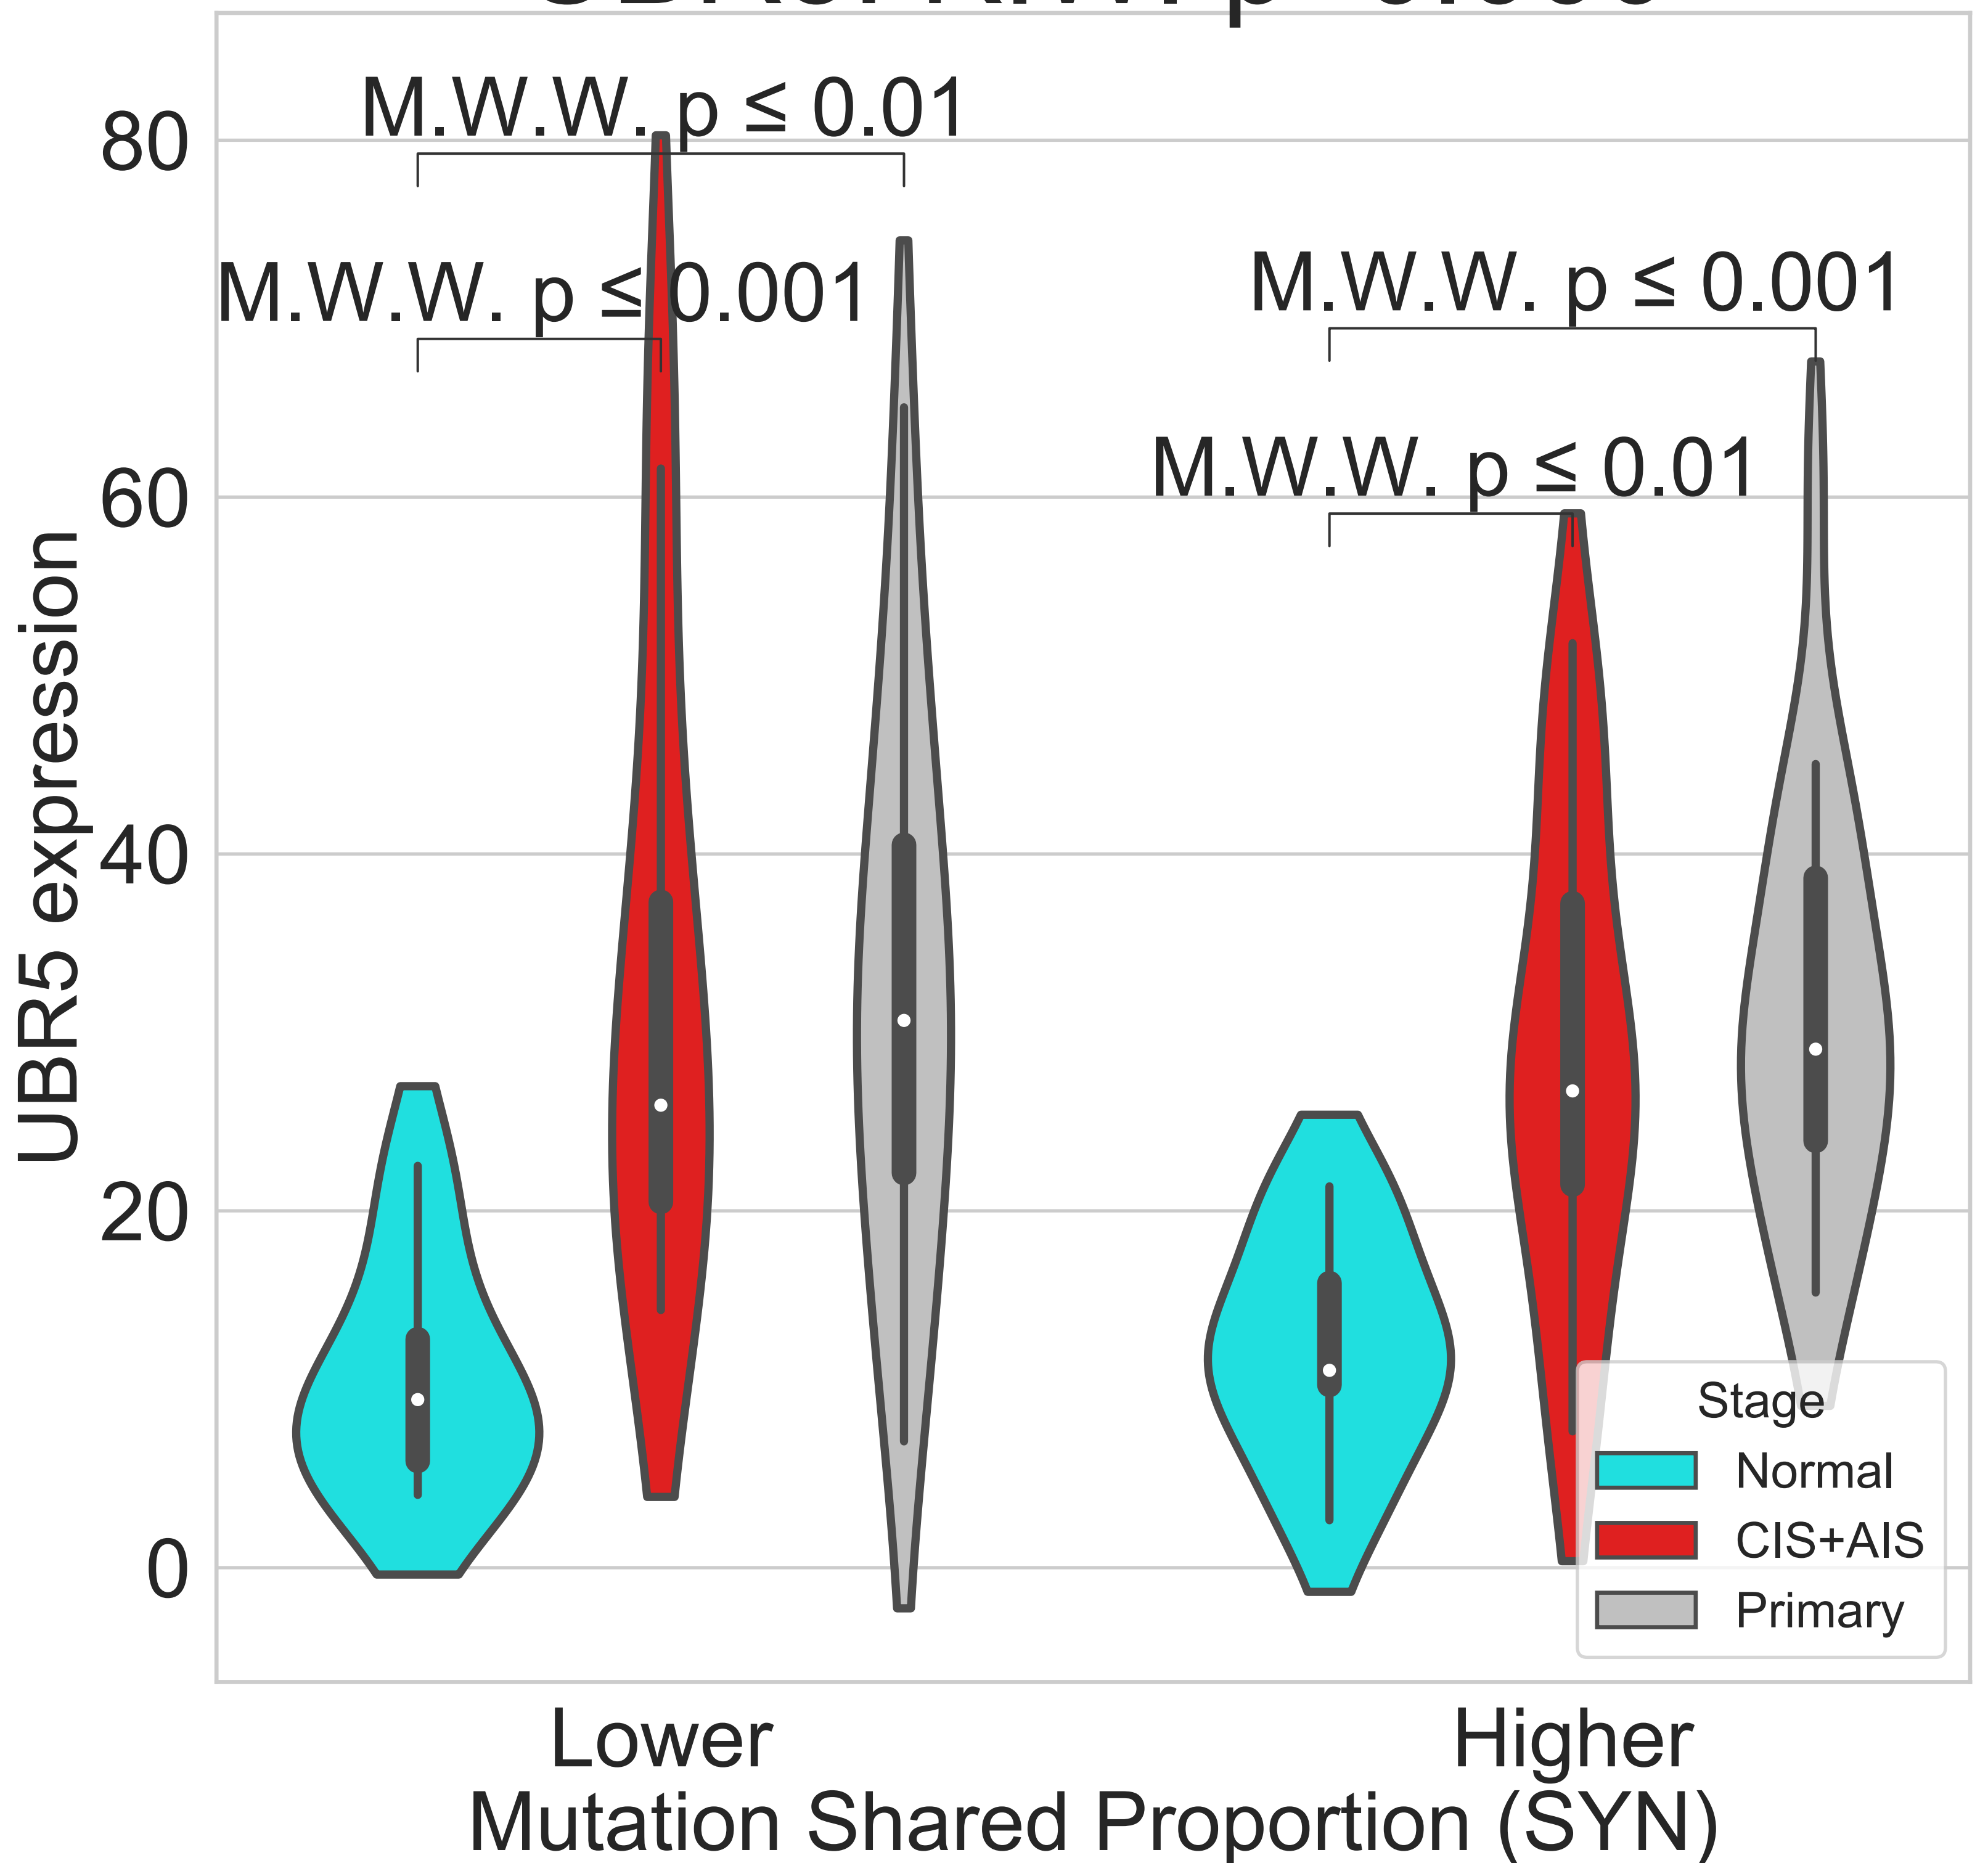 M.W.W. p ≤ 0.01
M.W.W. p ≤ 0.001
M.W.W. p ≤ 0.001
M.W.W. p ≤ 0.01
80
60
40
20
0
UBR5 expression
Stage
Normal
CIS+AIS
Primary
Lower
Higher
Mutation Shared Proportion (SYN)